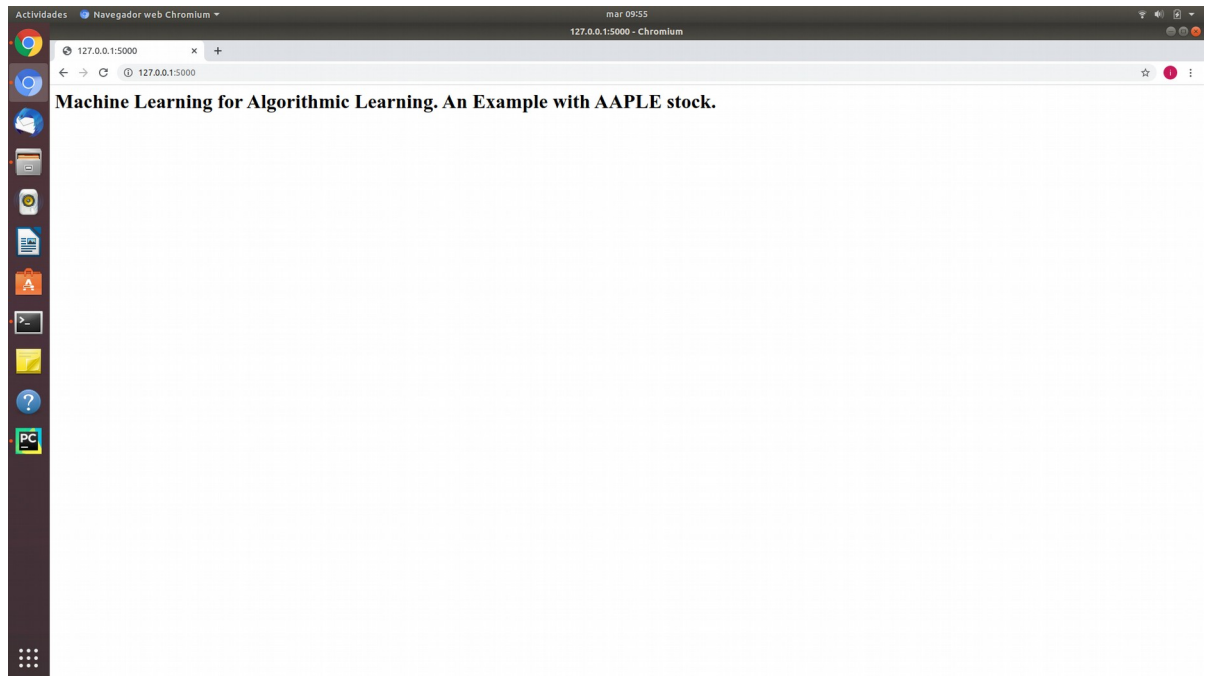 Actividades Navegador web Chromium mar 09:55
127.0.0.1:5000 - Chromium
127.0.0.1:5000
127.0.0.1:5000
Machine Learning for Algorithmic Learning. An Example with AAPLE stock.
A
>_
?
PC